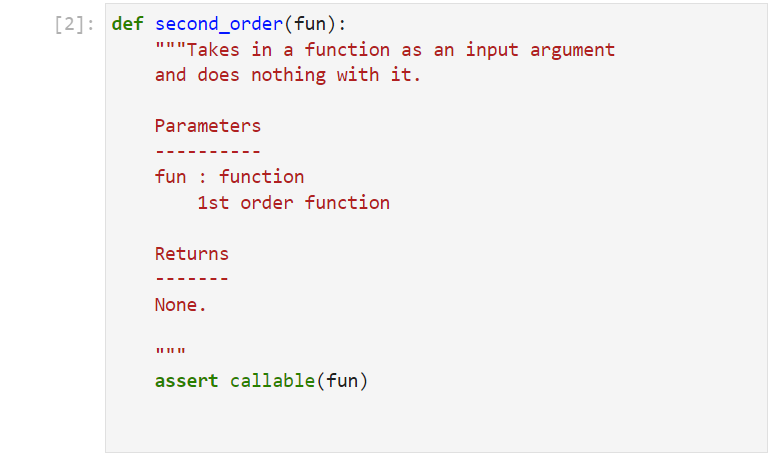 [2]: def second_order(fun):
    """Takes in a function as an input argument
    and does nothing with it.

    Parameters
    ----------
    fun : function
        1st order function

    Returns
    -------
    None.

    """
    assert callable(fun)